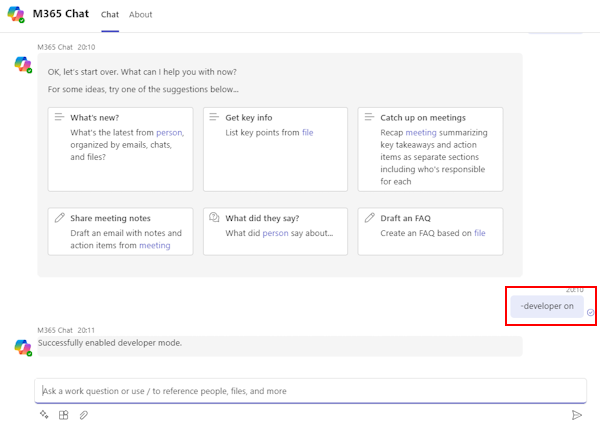 M365 Chat Chat About
M365 Chat 20:10
OK, let's start over. What can I help you with now?
For some ideas, try one of the suggestions below...
What's new?
What's the latest from person,
organized by emails, chats,
and files?
Get key info
List key points from file
Catch up on meetings
Recap meeting summarizing
key takeaways and action
items as separate sections
including who's responsible
for each
Share meeting notes
Draft an email with notes and
action items from meeting
What did they say?
What did person say about...
Draft an FAQ
Create an FAQ based on file
20:10
-developer on
M365 Chat 20:11
Successfully enabled developer mode.
Ask a work question or use / to reference people, files, and more